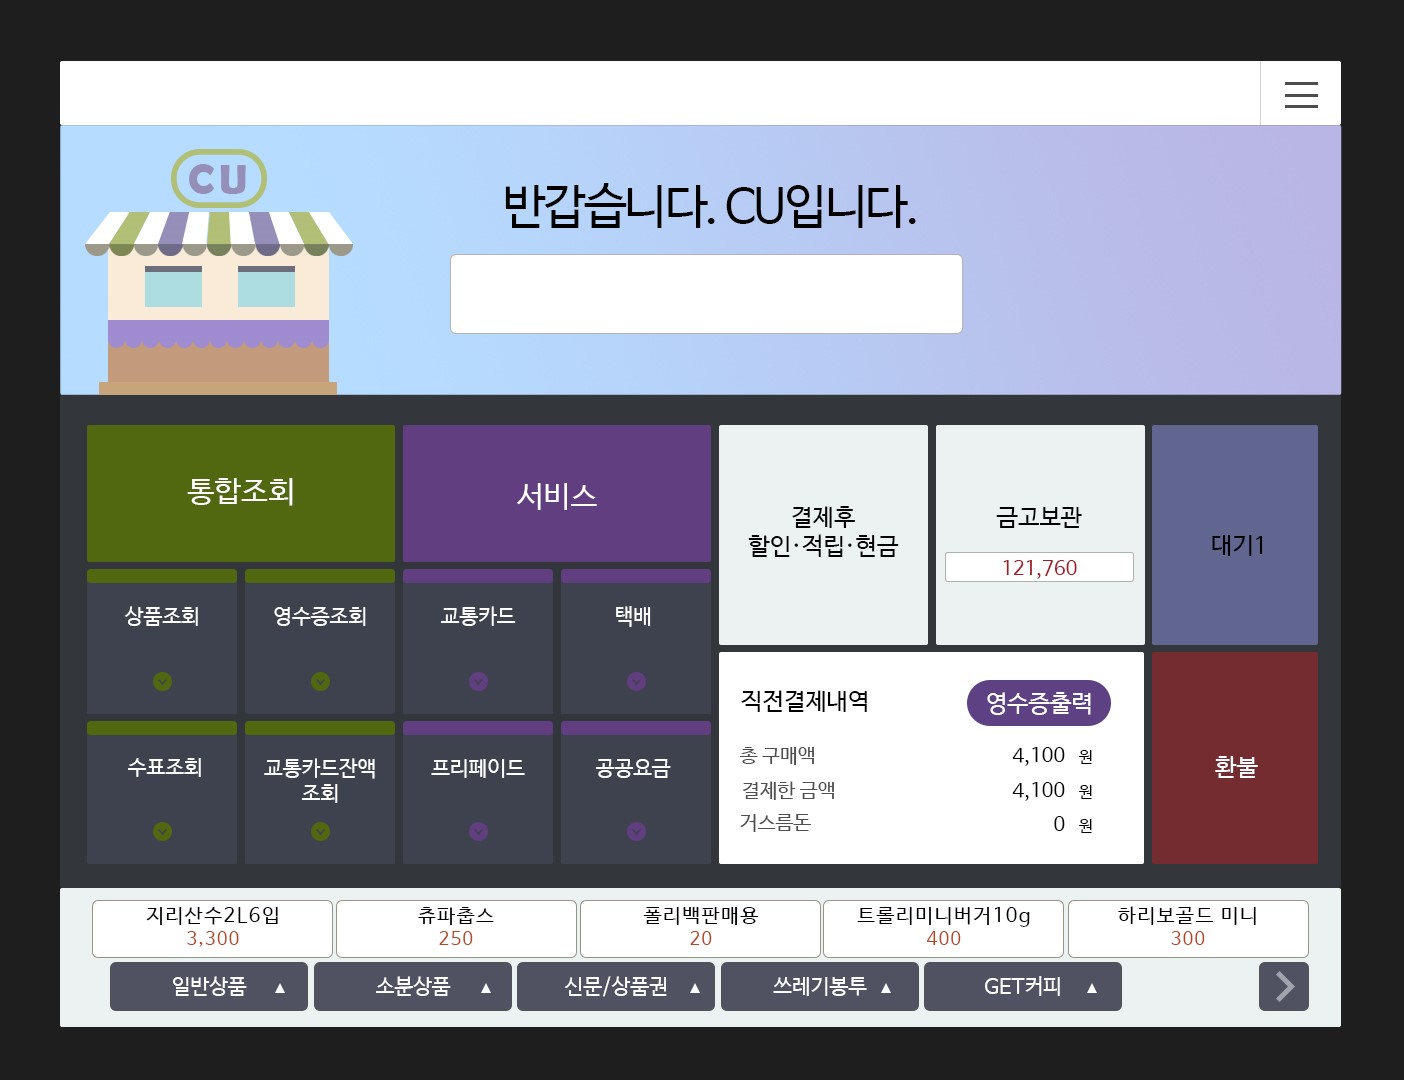 CU
반갑습니다. CU입니다.
통합조회
서비스
결제후
할인·적립·현금
금고보관
121,760
대기1
상품조회
영수증조회
교통카드
택배
수표조회
교통카드잔액
조회
프리페이드
공공요금
직전결제내역
영수증출력
총 구매액 4,100 원
결제한 금액 4,100 원
거스름돈 0 원
환불
지리산수2L6입
3,300
츄파춥스
250
폴리백판매용
20
트롤리미니버거10g
400
하리보골드 미니
300
일반상품 ▲
소분상품 ▲
신문/상품권 ▲
쓰레기봉투 ▲
GET커피 ▲